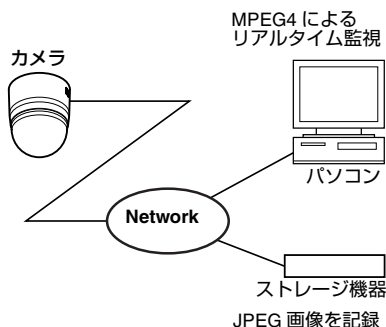 MPEG4 による
リアルタイム監視
カメラ
パソコン
Network
ストレージ機器
JPEG 画像を記録